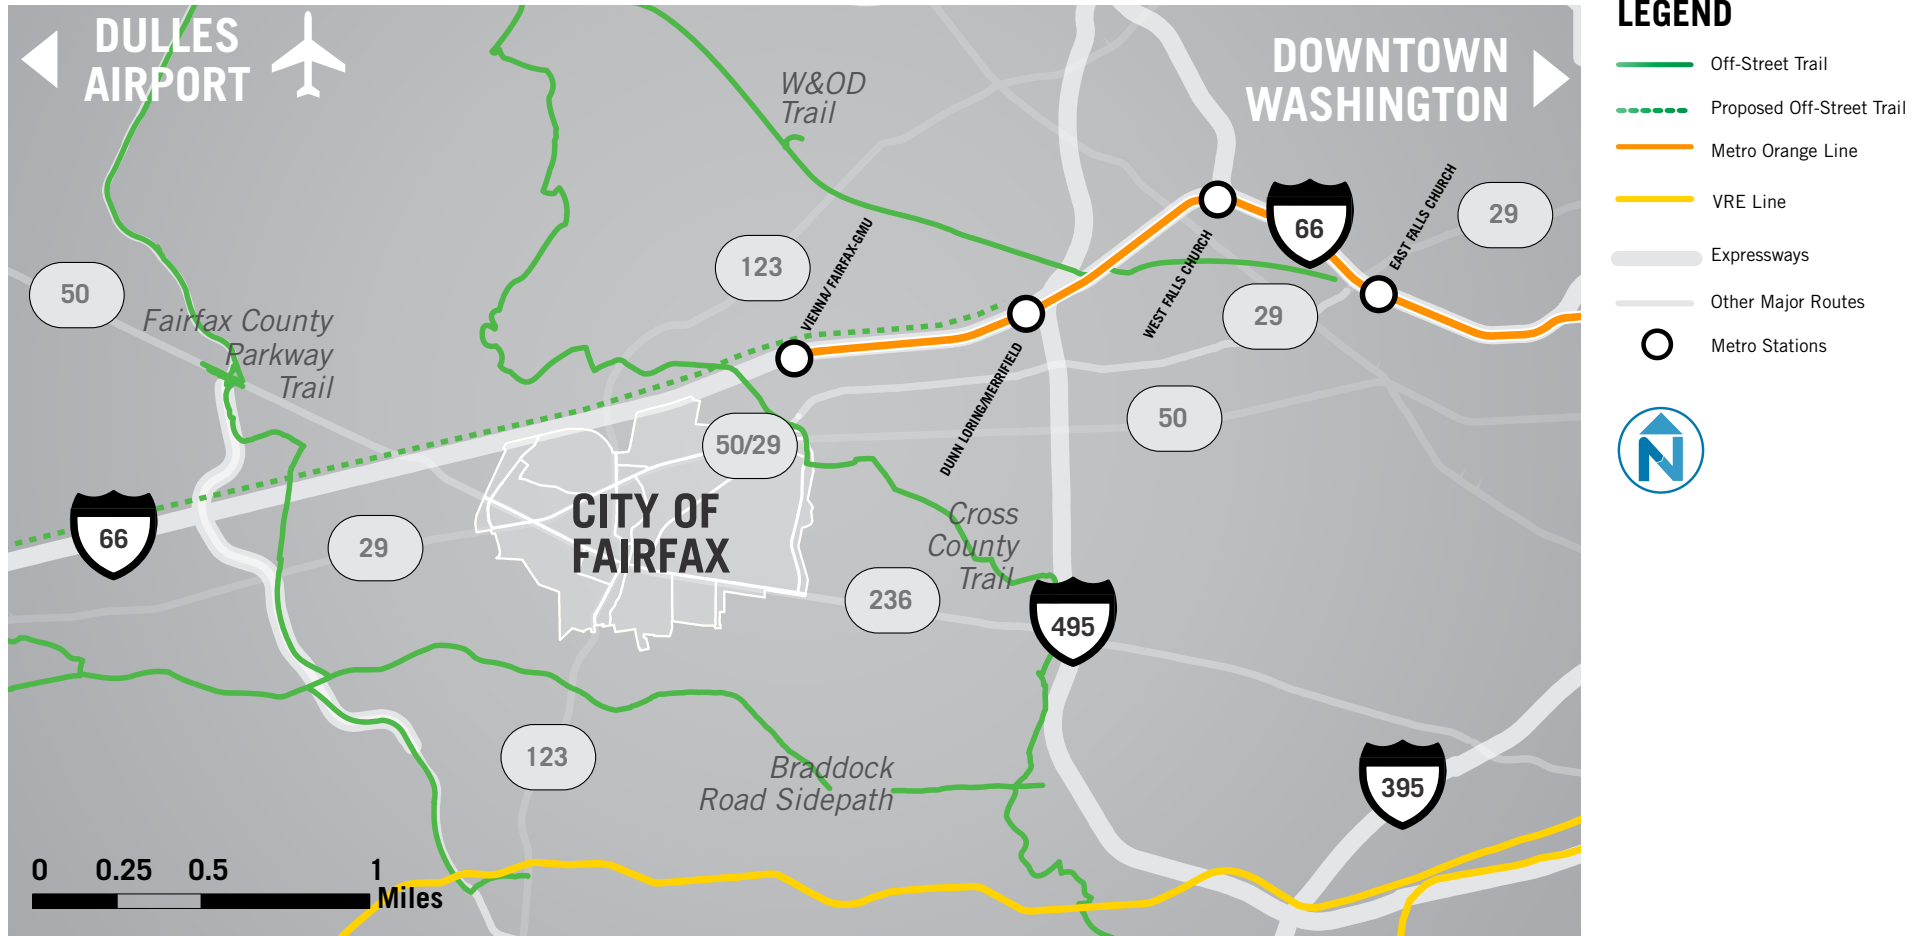 DULLES
AIRPORT
W&OD
Trail
DOWNTOWN
WASHINGTON
LEGEND
Off-Street Trail
Proposed Off-Street Trail
Metro Orange Line
VRE Line
Expressways
Other Major Routes
Metro Stations
N
50
Fairfax County
Parkway
Trail
123
VIENNA/ FAIRFAX-GMU
WEST FALLS CHURCH
66
EAST FALLS CHURCH
29
29
DUNN LORING/MERRIFIELD
50
50/29
66
29
CITY OF
FAIRFAX
Cross
County
Trail
236
495
123
Braddock
Road Sidepath
395
0 0.25 0.5 1
Miles